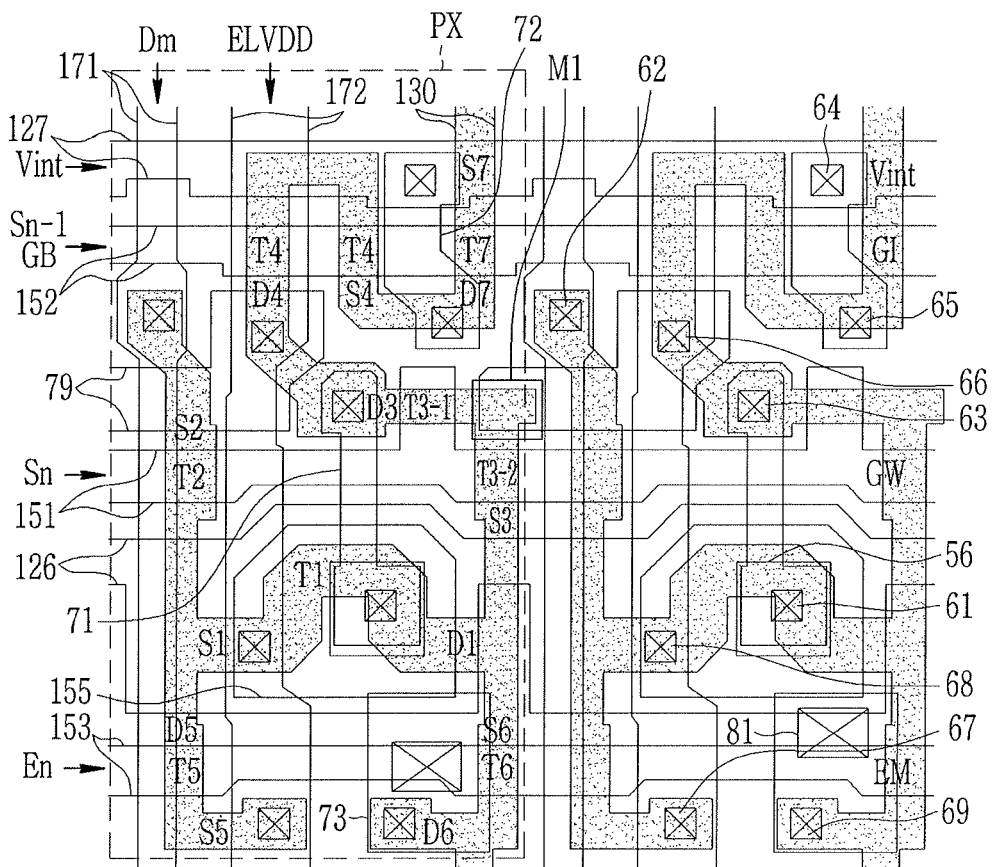 PX
72
Dm
ELVDD
M1
62
171
172
130
64
127
Vint
S7
Vint
Sn-1
GB
T4
T4
T7
GI
152
D4
S4
D7
65
79
66
D3
T3-1
63
S2
Sn
T2
T3-2
GW
151
S3
126
56
T1
71
61
S1
D1
155
68
153
D5
S6
81
67
En
T5
T6
EM
73
S5
D6
69